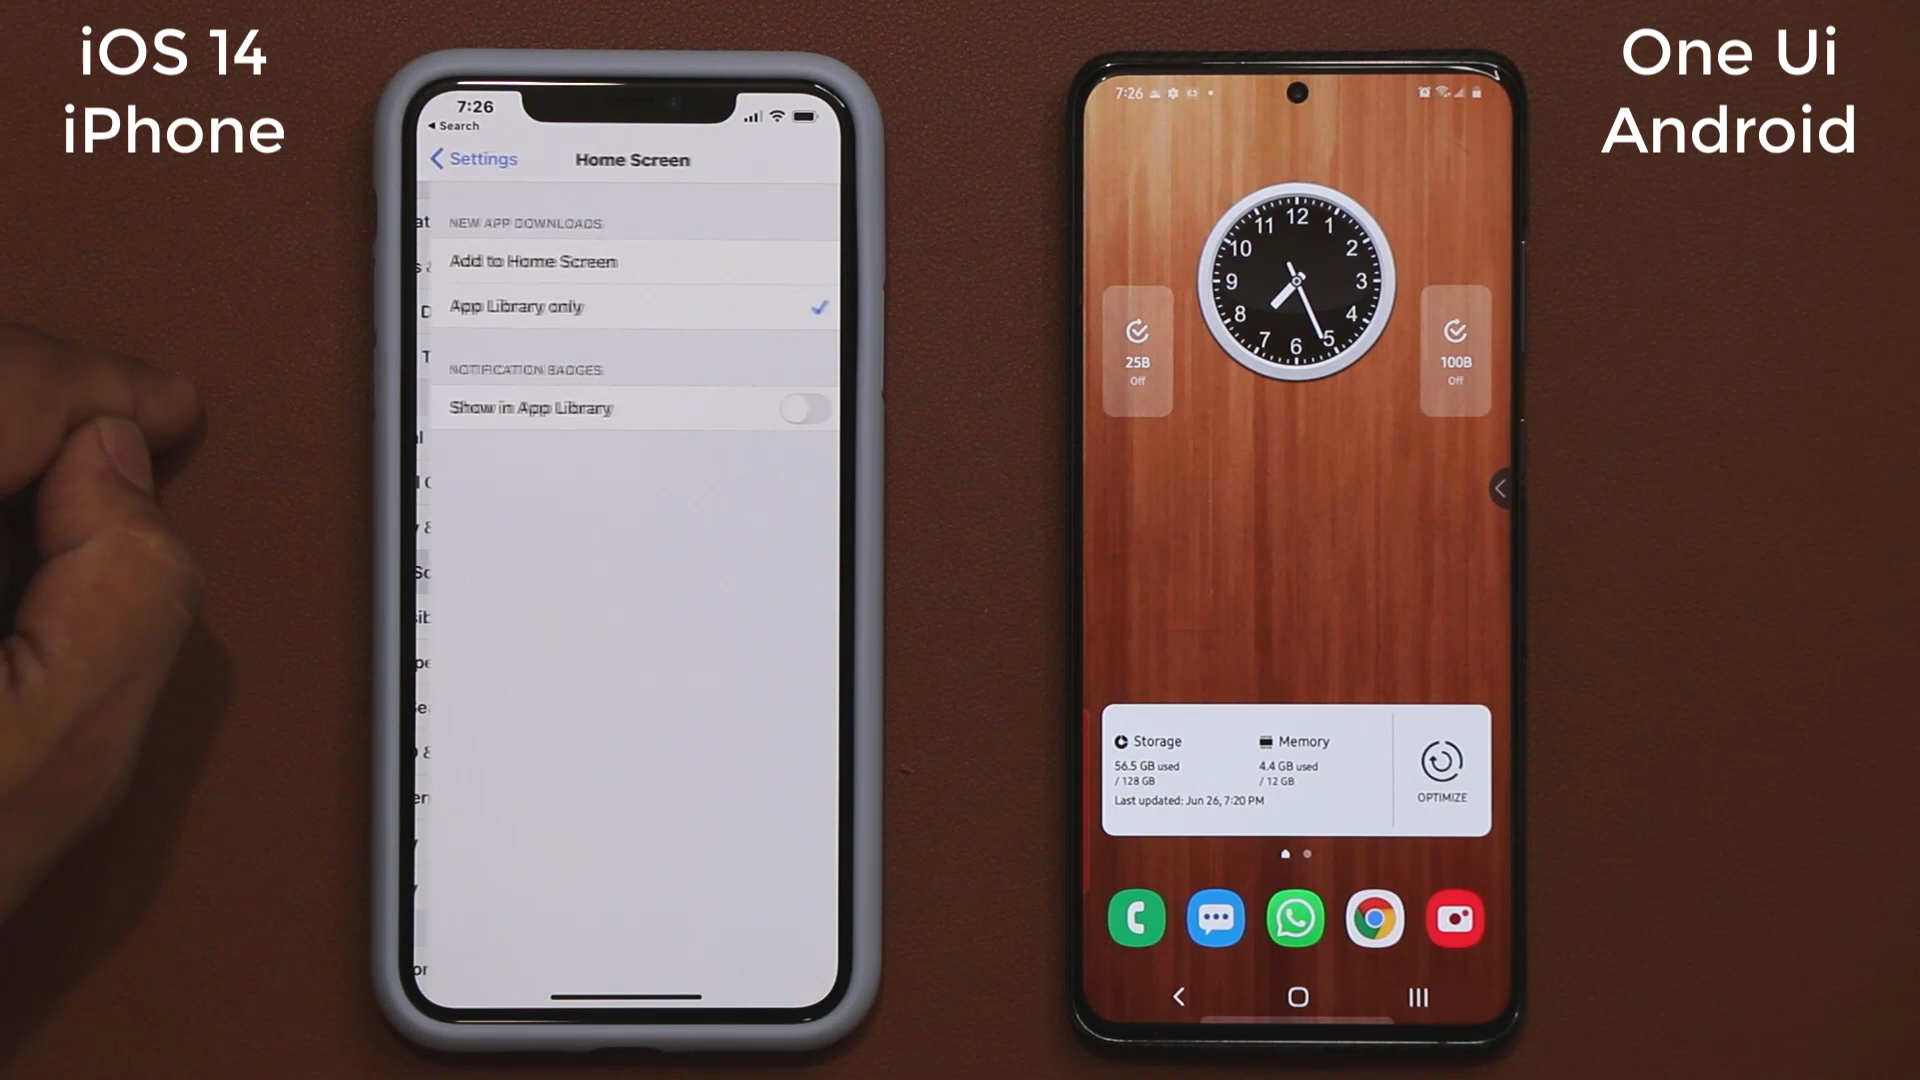 iOS 14
iPhone
One Ui
Android
7:26
Search
Settings
Home Screen
NEW APP DOWNLOADS
Add to Home Screen
App Library only
NOTIFICATION BADGES
Show in App Library
7:26
12
1
2
3
4
5
6
7
8
9
10
11
25B
Off
100B
Off
Storage
56.5 GB used
/ 128 GB
Memory
4.4 GB used
/ 12 GB
Last updated: Jun 26, 7:20 PM
OPTIMIZE